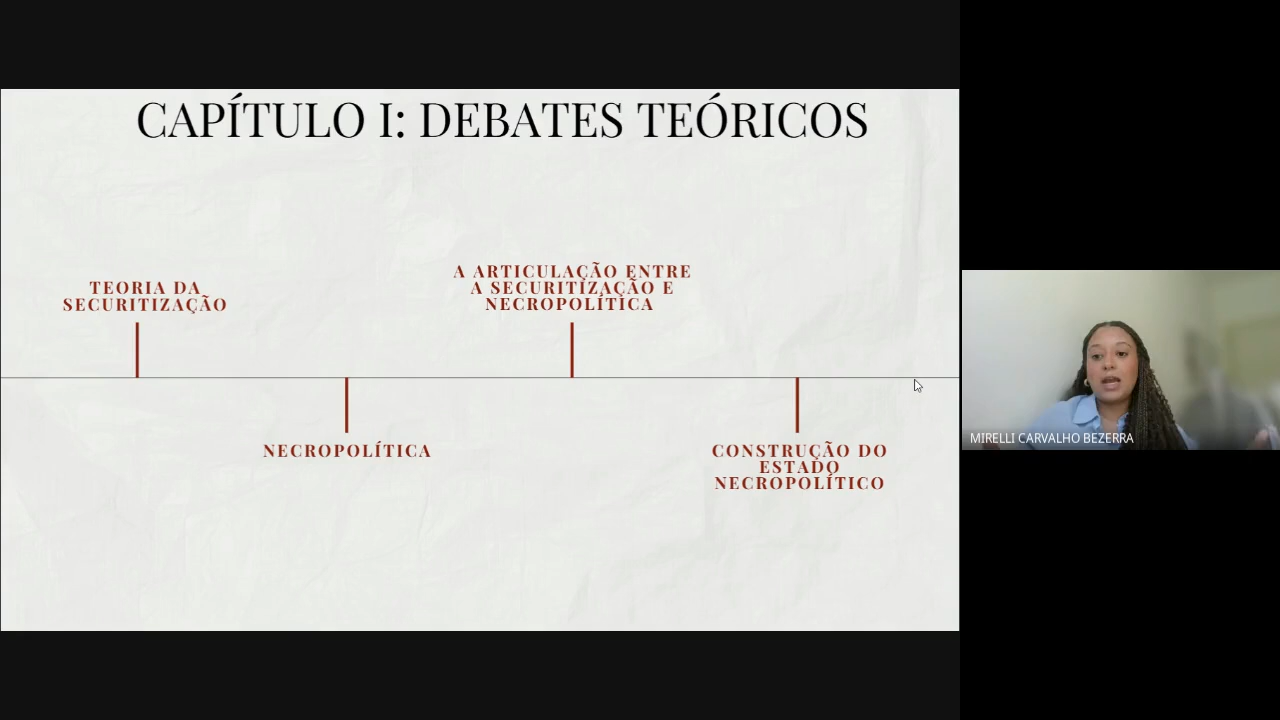 CAPÍTULO I: DEBATES TEÓRICOS
TEORIA DA
SECURITIZAÇÃO
NECROPOLÍTICA
A ARTICULAÇÃO ENTRE
A SECURITIZAÇÃO E
NECROPOLÍTICA
CONSTRUÇÃO DO
ESTADO
NECROPOLÍTICO
MIRELLI CARVALHO BEZERRA